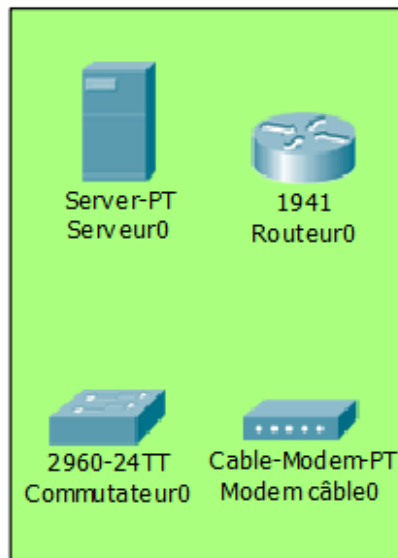 Server-PT
Serveur0
1941
Routeur0
2960-24TT
Commutateur0
Cable-Modem-PT
Modem câble0